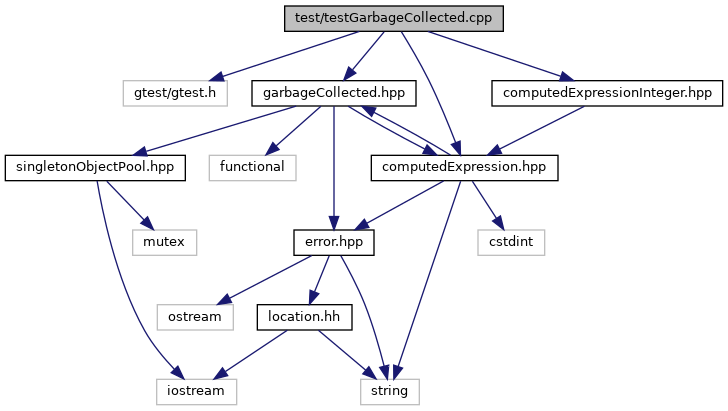 test/testGarbageCollected.cpp
gtest/gtest.h
garbageCollected.hpp
computedExpressionInteger.hpp
singletonObjectPool.hpp
functional
computedExpression.hpp
mutex
error.hpp
cstdint
ostream
location.hh
iostream
string